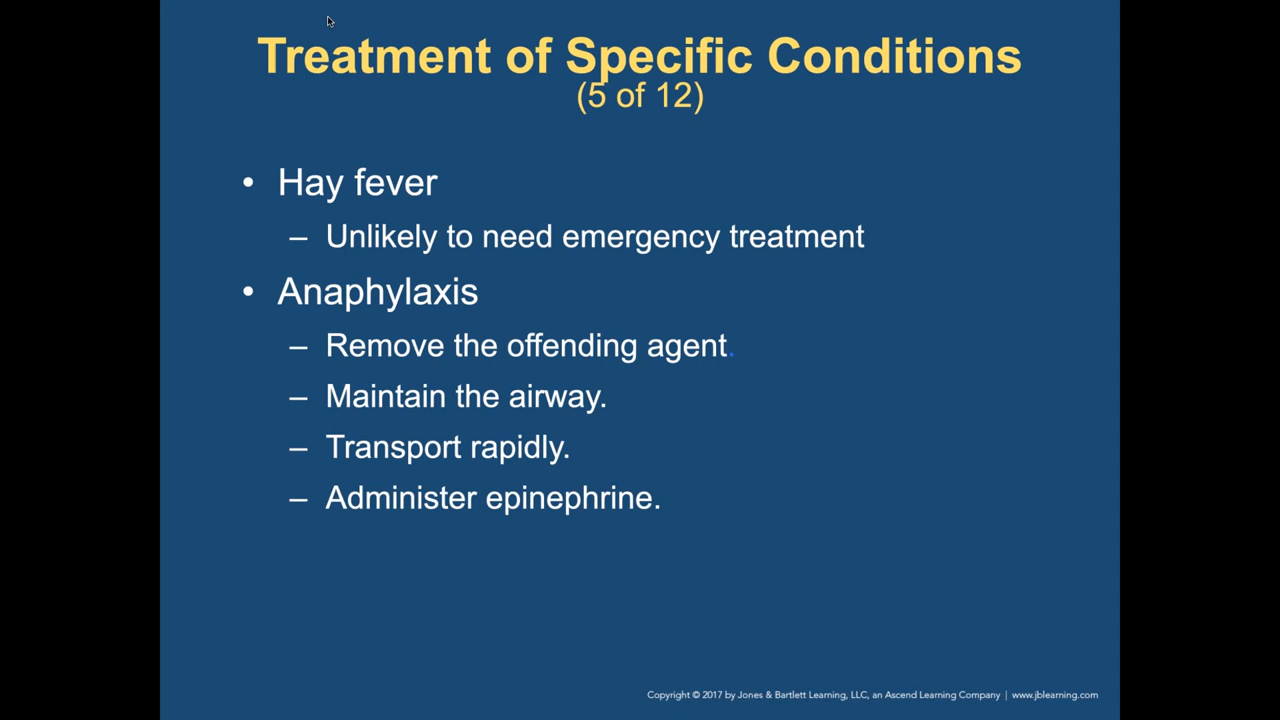 Treatment of Specific Conditions
(5 of 12)
• Hay fever
– Unlikely to need emergency treatment
• Anaphylaxis
– Remove the offending agent.
– Maintain the airway.
– Transport rapidly.
– Administer epinephrine.
Copyright © 2017 by Jones & Bartlett Learning, LLC, an Ascend Learning Company | www.jblearning.com